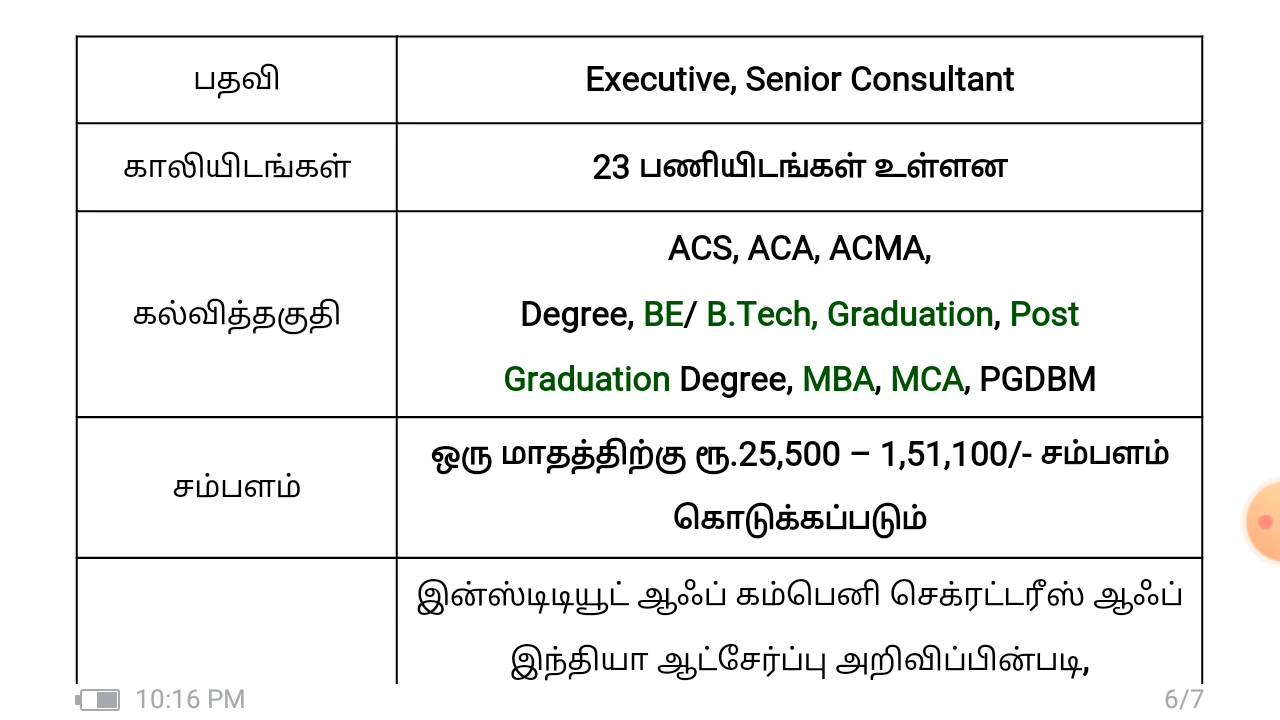 பதவி
Executive, Senior Consultant
காலியிடங்கள்
23 பணியிடங்கள் உள்ளன
கல்வித்தகுதி
ACS, ACA, ACMA,
Degree, BE/ B.Tech, Graduation, Post
Graduation Degree, MBA, MCA, PGDBM
சம்பளம்
ஒரு மாதத்திற்கு ரூ.25,500 – 1,51,100/- சம்பளம்
கொடுக்கப்படும்
இன்ஸ்டிடியூட் ஆஃப் கம்பெனி செக்ரட்டரீஸ் ஆஃப்
இந்தியா ஆட்சேர்ப்பு அறிவிப்பின்படி,
10:16 PM
6/7